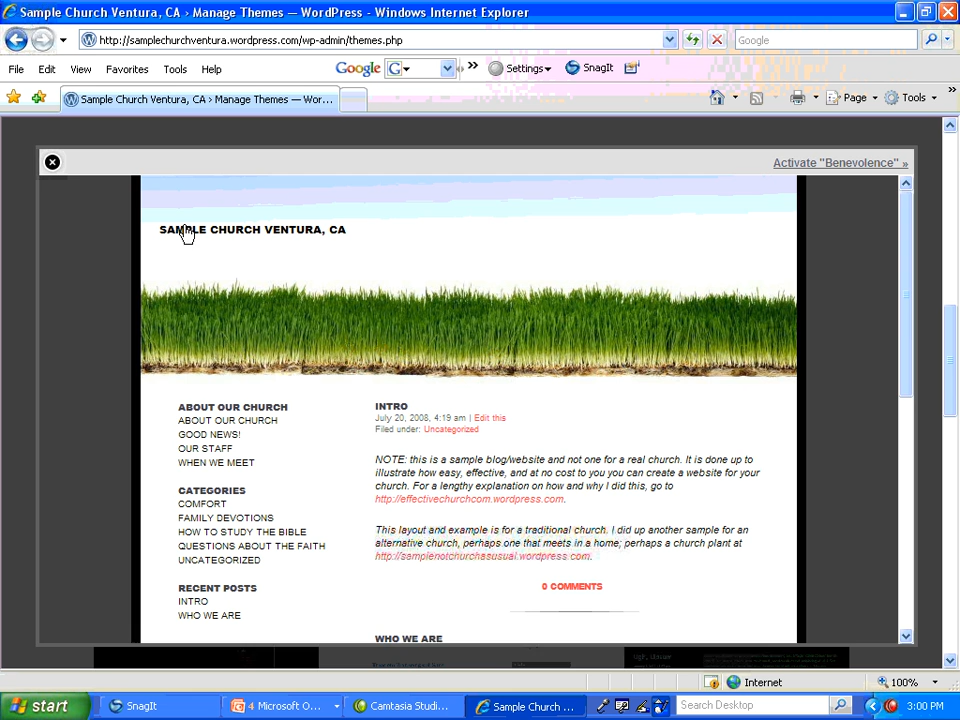 Sample Church Ventura, CA › Manage Themes — WordPress - Windows Internet Explorer
http://samplechurchventura.wordpress.com/wp-admin/themes.php
Google
File Edit View Favorites Tools Help
Google G Settings SnagIt
Sample Church Ventura, CA › Manage Themes — Wor...
Page Tools
Activate "Benevolence" »
SAMPLE CHURCH VENTURA, CA
ABOUT OUR CHURCH
ABOUT OUR CHURCH
GOOD NEWS!
OUR STAFF
WHEN WE MEET
CATEGORIES
COMFORT
FAMILY DEVOTIONS
HOW TO STUDY THE BIBLE
QUESTIONS ABOUT THE FAITH
UNCATEGORIZED
RECENT POSTS
INTRO
WHO WE ARE
INTRO
July 20, 2008, 4:19 am | Edit this
Filed under: Uncategorized
NOTE: this is a sample blog/website and not one for a real church. It is done up to
illustrate how easy, effective, and at no cost to you you can create a website for your
church. For a lengthy explanation on how and why I did this, go to
http://effectivechurchcom.wordpress.com.
This layout and example is for a traditional church. I did up another sample for an
alternative church, perhaps one that meets in a home; perhaps a church plant at
http://samplenotchurchasusual.wordpress.com.
0 COMMENTS
WHO WE ARE
Internet 100%
start SnagIt 4 Microsoft O... Camtasia Studi... Sample Church ... Search Desktop 3:00 PM